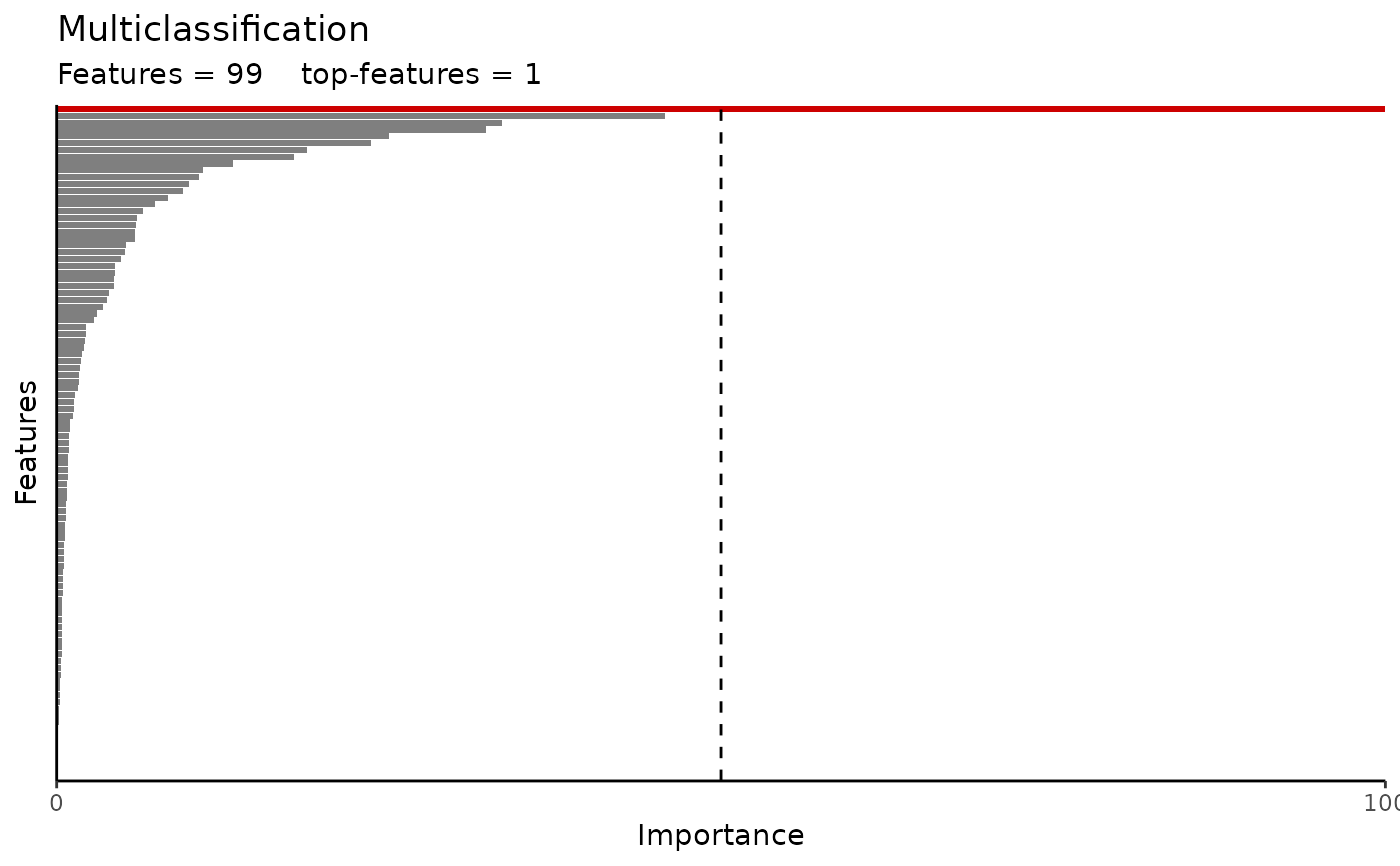 Multiclassification
Features = 99 top-features = 1
Features
0
100
Importance